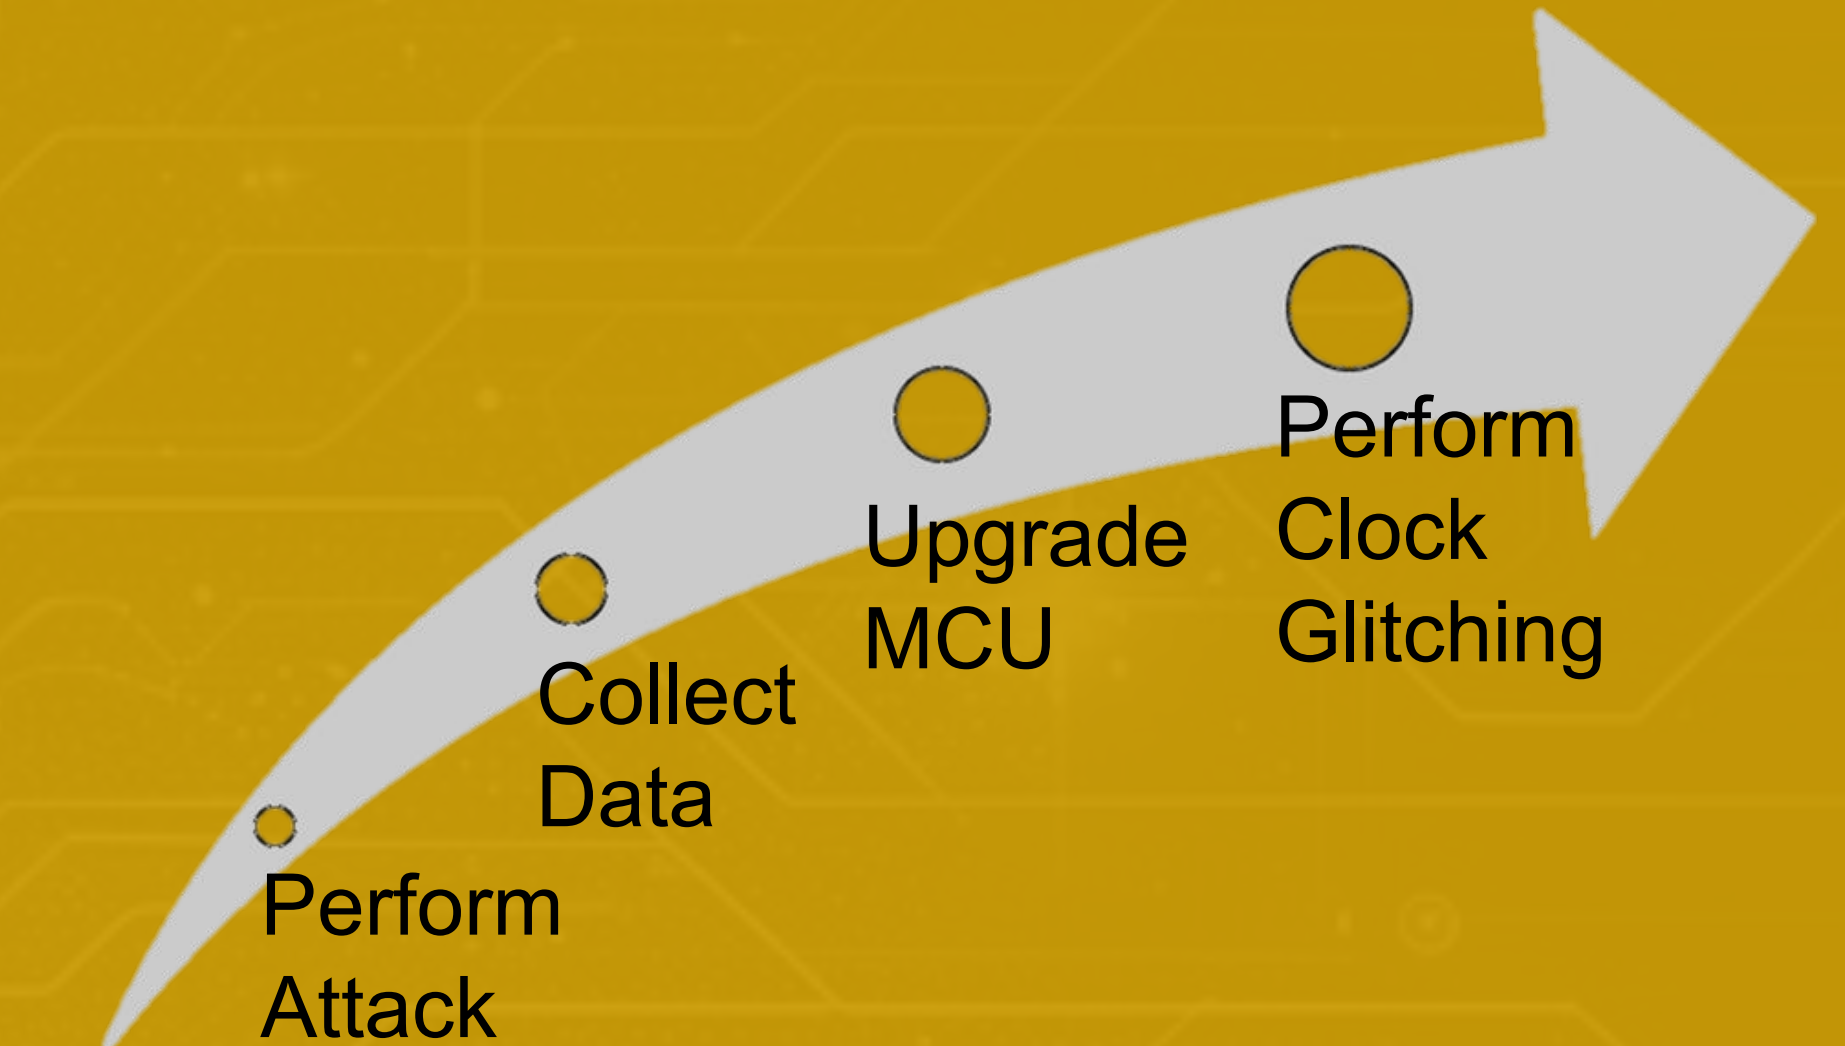 Perform
Attack
Collect
Data
Upgrade
MCU
Perform
Clock
Glitching